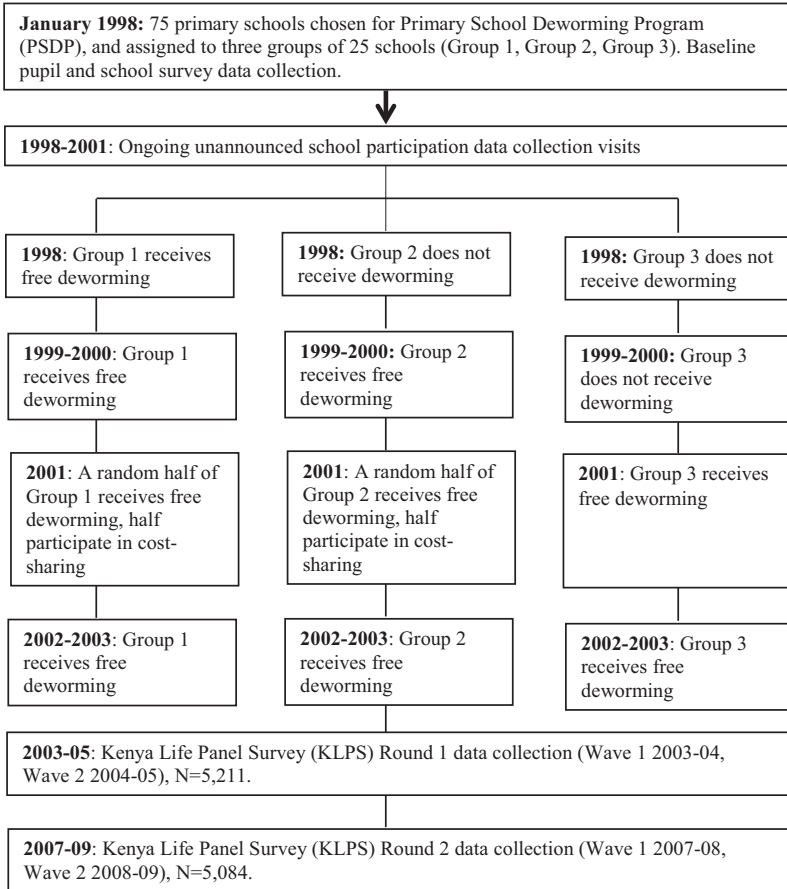 January 1998: 75 primary schools chosen for Primary School Deworming Program
(PSDP), and assigned to three groups of 25 schools (Group 1, Group 2, Group 3). Baseline
pupil and school survey data collection.
1998-2001: Ongoing unannounced school participation data collection visits
1998: Group 1 receives
free deworming
1998: Group 2 does not
receive deworming
1998: Group 3 does not
receive deworming
1999-2000: Group 1
receives free
deworming
1999-2000: Group 2
receives free
deworming
1999-2000: Group 3
does not receive
deworming
2001: A random half of
Group 1 receives free
deworming, half
participate in cost-
sharing
2001: A random half of
Group 2 receives free
deworming, half
participate in cost-
sharing
2001: Group 3 receives
free deworming
2002-2003: Group 1
receives free
deworming
2002-2003: Group 2
receives free
deworming
2002-2003: Group 3
receives free
deworming
2003-05: Kenya Life Panel Survey (KLPS) Round 1 data collection (Wave 1 2003-04,
Wave 2 2004-05), N=5,211.
2007-09: Kenya Life Panel Survey (KLPS) Round 2 data collection (Wave 1 2007-08,
Wave 2 2008-09), N=5,084.